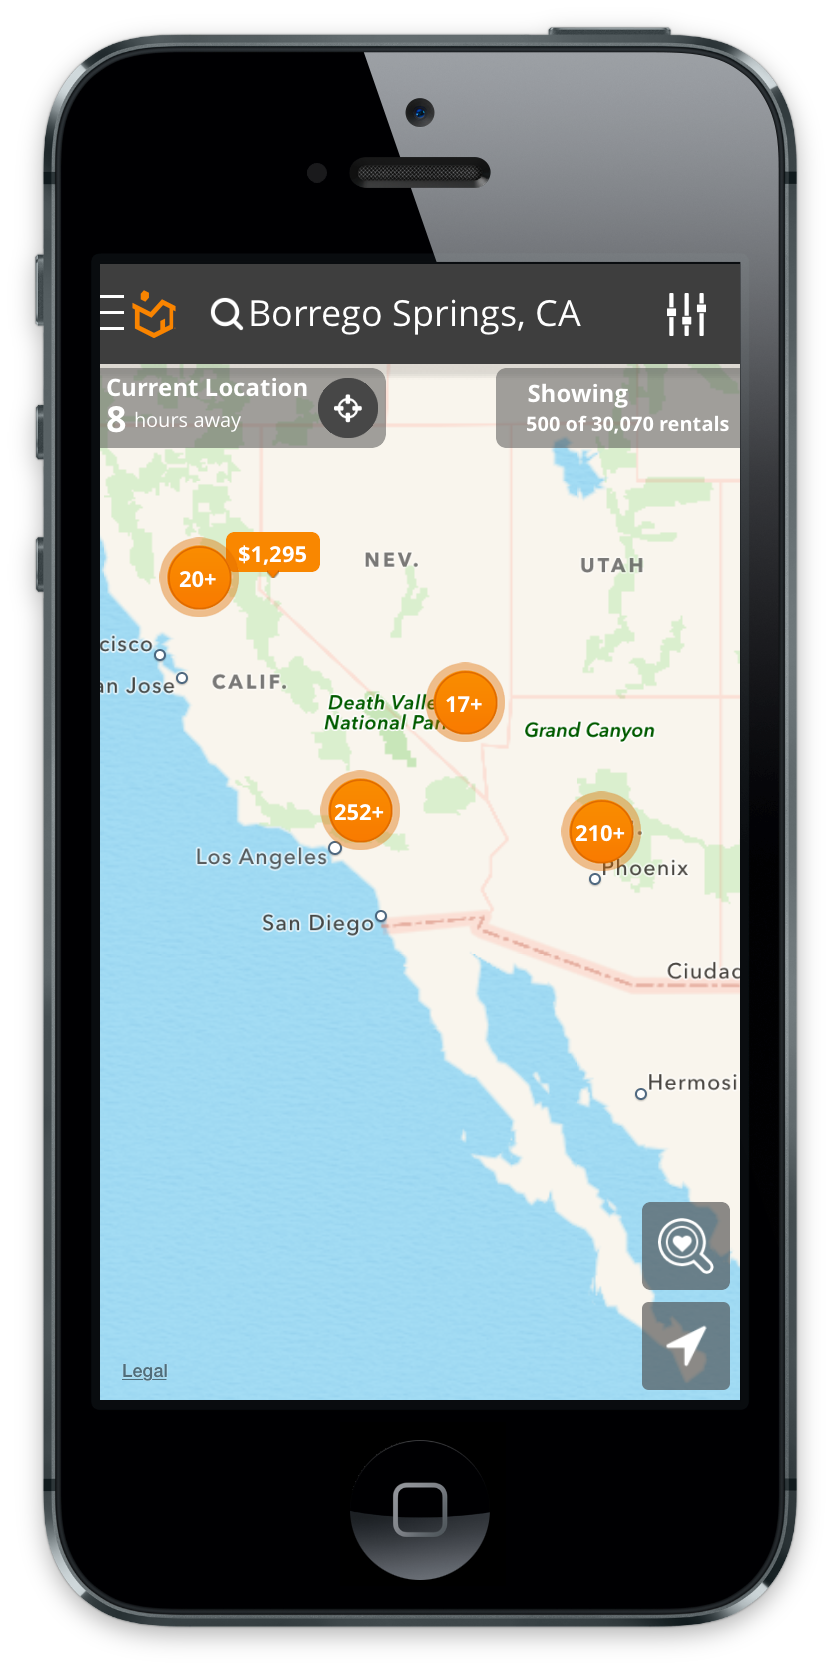 Borrego Springs, CA
Current Location
8 hours away
Showing
500 of 30,070 rentals
$1,295
20+
NEV.
UTAH
cisco
an Jose
CALIF.
Death Valle
National Par
17+
Grand Canyon
252+
210+
Los Angeles
Phoenix
San Diego
Ciudad
Hermosi
Legal